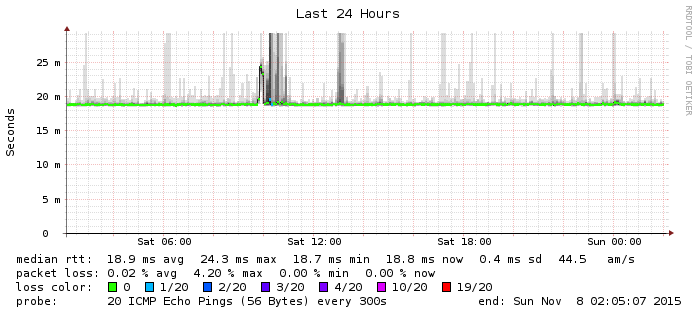 Last 24 Hours
RRDTOOL / TOBI OETIKER
Seconds
25 m
20 m
15 m
10 m
5 m
0
Sat 06:00 Sat 12:00 Sat 18:00 Sun 00:00
median rtt: 18.9 ms avg 24.3 ms max 18.7 ms min 18.8 ms now 0.4 ms sd 44.5 am/s
packet loss: 0.02 % avg 4.20 % max 0.00 % min 0.00 % now
loss color: 0 1/20 2/20 3/20 4/20 10/20 19/20
probe: 20 ICMP Echo Pings (56 Bytes) every 300s end: Sun Nov 8 02:05:07 2015